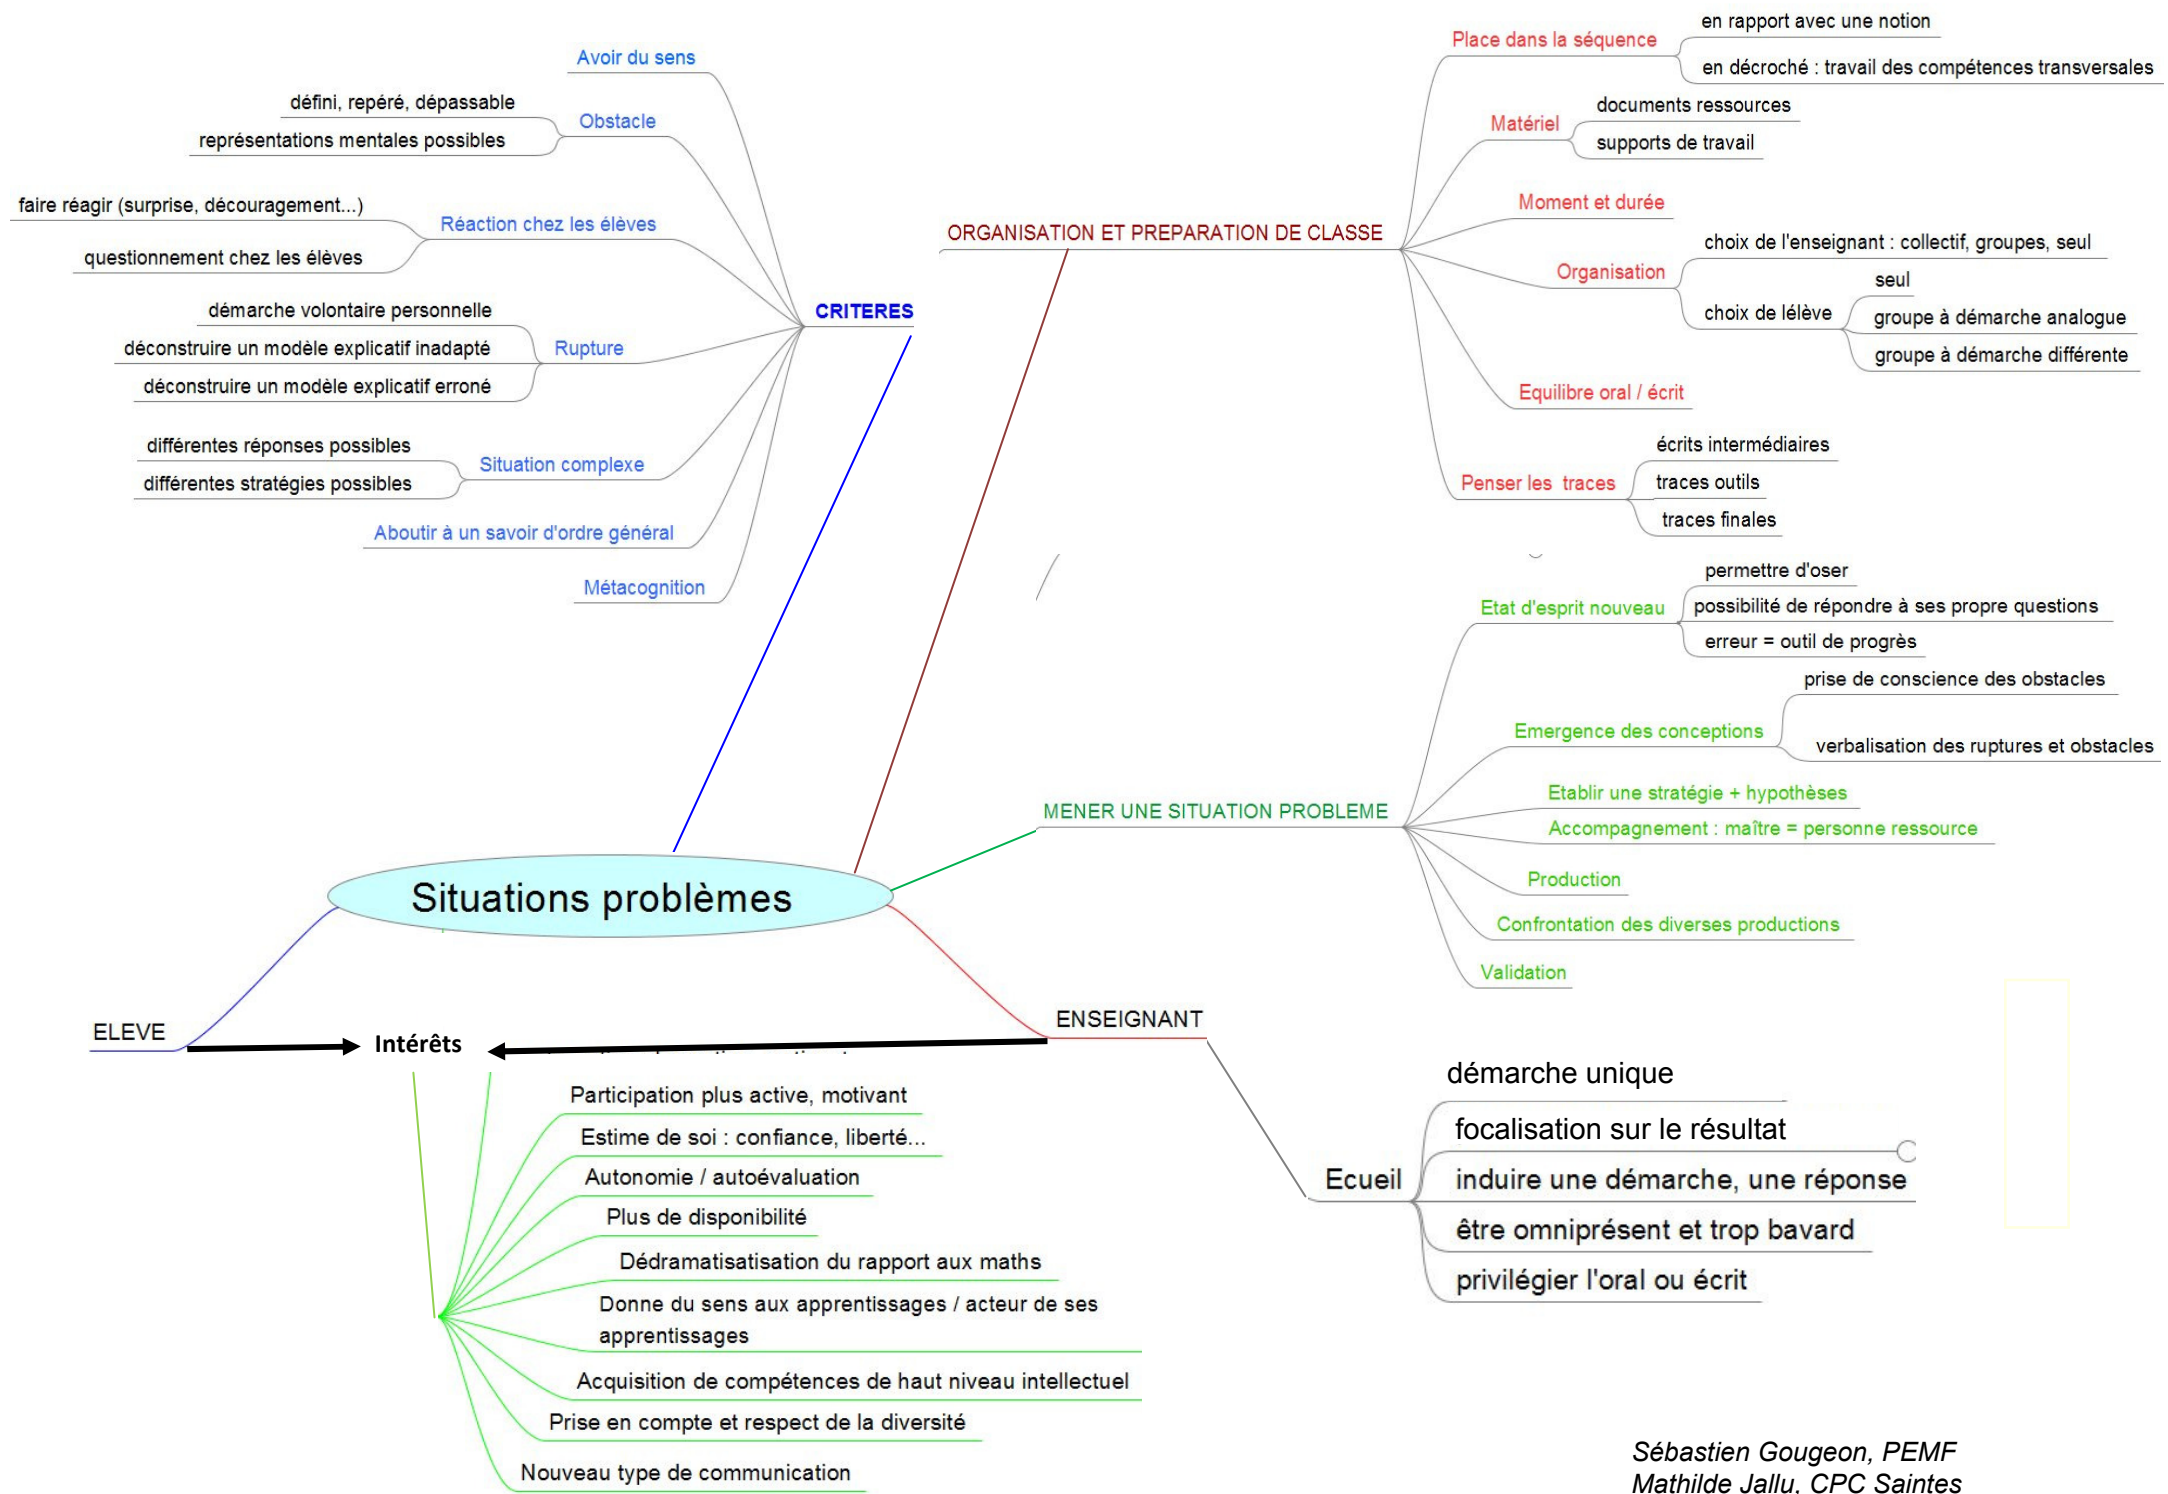 Avoir du sens
défini, repéré, dépassable
Obstacle
représentations mentales possibles
faire réagir (surprise, découragement...)
Réaction chez les élèves
questionnement chez les élèves
CRITERES
démarche volontaire personnelle
déconstruire un modèle explicatif inadapté
Rupture
déconstruire un modèle explicatif erroné
différentes réponses possibles
Situation complexe
différentes stratégies possibles
Aboutir à un savoir d'ordre général
Métacognition
ORGANISATION ET PREPARATION DE CLASSE
Place dans la séquence
en rapport avec une notion
en décroché : travail des compétences transversales
Matériel
documents ressources
supports de travail
Moment et durée
Organisation
choix de l'enseignant : collectif, groupes, seul
choix de lélève
seul
groupe à démarche analogue
groupe à démarche différente
Equilibre oral / écrit
Penser les traces
écrits intermédiaires
traces outils
traces finales
MENER UNE SITUATION PROBLEME
Etat d'esprit nouveau
permettre d'oser
possibilité de répondre à ses propre questions
erreur = outil de progrès
Emergence des conceptions
prise de conscience des obstacles
verbalisation des ruptures et obstacles
Etablir une stratégie + hypothèses
Accompagnement : maître = personne ressource
Production
Confrontation des diverses productions
Validation
Situations problèmes
ELEVE
Intérêts
ENSEIGNANT
Participation plus active, motivant
Estime de soi : confiance, liberté...
Autonomie / autoévaluation
Plus de disponibilité
Dédramatisatisation du rapport aux maths
Donne du sens aux apprentissages / acteur de ses
apprentissages
Acquisition de compétences de haut niveau intellectuel
Prise en compte et respect de la diversité
Nouveau type de communication
Ecueil
démarche unique
focalisation sur le résultat
induire une démarche, une réponse
être omniprésent et trop bavard
privilégier l'oral ou écrit
Sébastien Gougeon, PEMF
Mathilde Jallu, CPC Saintes